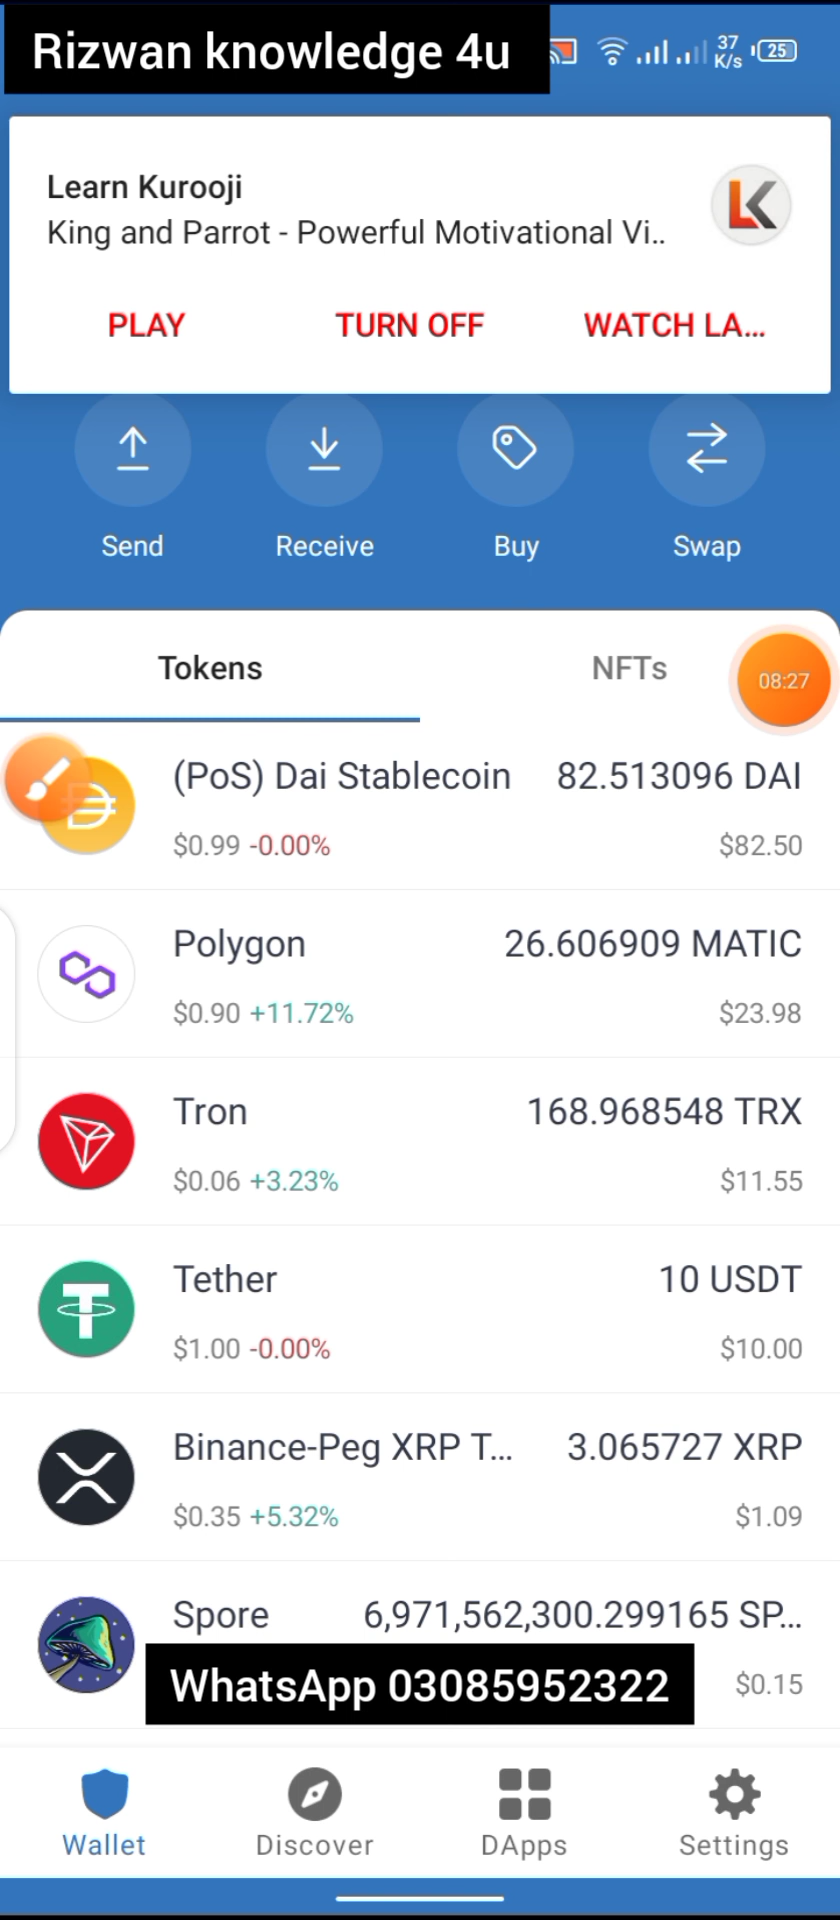 Rizwan knowledge 4u
37 K/s
25
Learn Kurooji
King and Parrot - Powerful Motivational Vi..
PLAY TURN OFF WATCH LA...
Send Receive Buy Swap
Tokens NFTs
08:27
(PoS) Dai Stablecoin 82.513096 DAI
$0.99 -0.00% $82.50
Polygon 26.606909 MATIC
$0.90 +11.72% $23.98
Tron 168.968548 TRX
$0.06 +3.23% $11.55
Tether 10 USDT
$1.00 -0.00% $10.00
Binance-Peg XRP T... 3.065727 XRP
$0.35 +5.32% $1.09
Spore 6,971,562,300.299165 SP...
$0.15
WhatsApp 03085952322
Wallet Discover DApps Settings